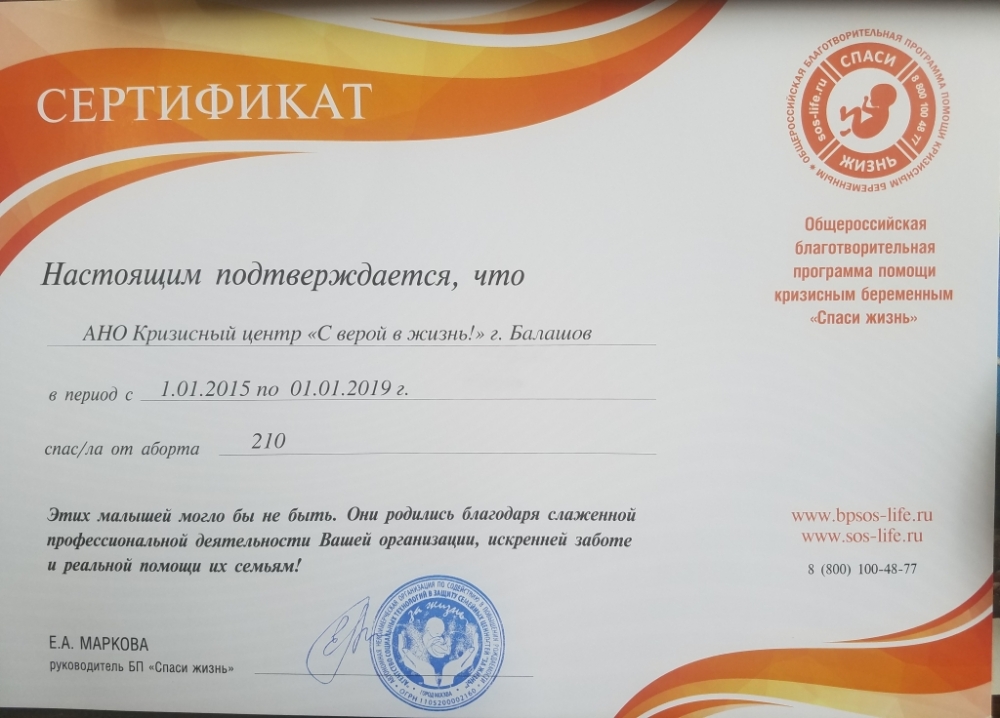 СЕРТИФИКАТ
ОБЩЕРОССИЙСКАЯ БЛАГОТВОРИТЕЛЬНАЯ ПРОГРАММА ПОМОЩИ КРИЗИСНЫМ БЕРЕМЕННЫМ
СПАСИ
sos-life.ru
8 800 100 48 77
ЖИЗНЬ
Общероссийская
благотворительная
программа помощи
кризисным беременным
«Спаси жизнь»
Настоящим подтверждается, что
АНО Кризисный центр «С верой в жизнь!» г. Балашов
в период с 1.01.2015 по 01.01.2019 г.
спас/ла от аборта 210
Этих малышей могло бы не быть. Они родились благодаря слаженной
профессиональной деятельности Вашей организации, искренней заботе
и реальной помощи их семьям!
www.bpsos-life.ru
www.sos-life.ru
8 (800) 100-48-77
Е.А. МАРКОВА
руководитель БП «Спаси жизнь»
за жизнь
ОГРН 1105200002160